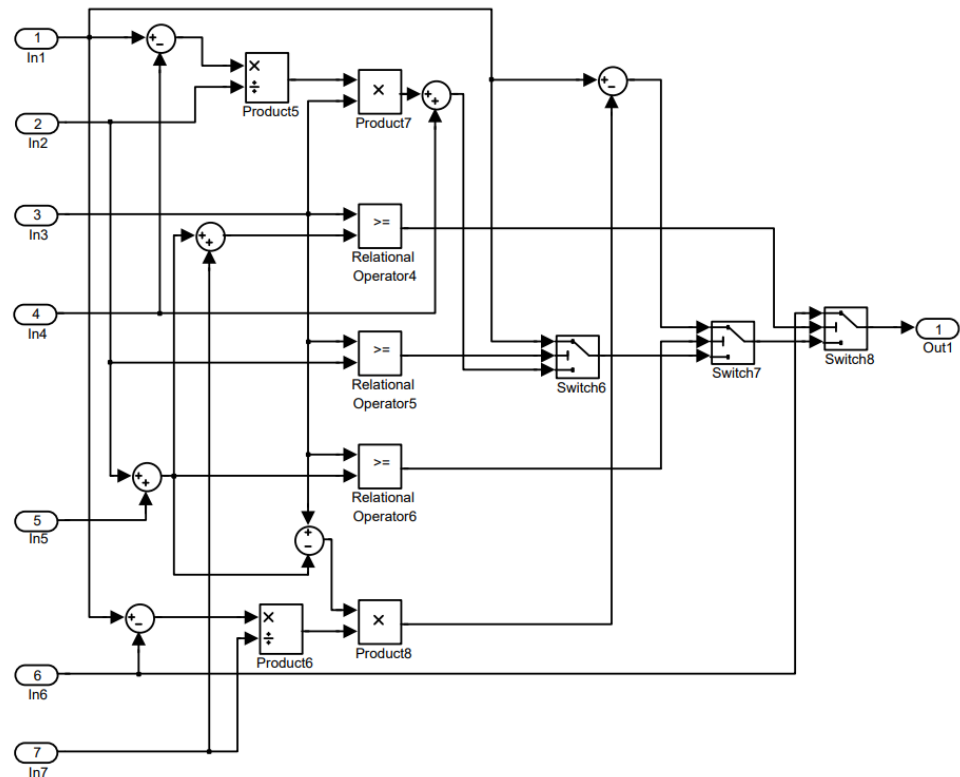 1
In1
+
-
×
÷
Product5
×
Product7
+
+
+
-
2
In2
3
In3
+
+
>=
Relational
Operator4
4
In4
>=
Relational
Operator5
Switch6
Switch7
Switch8
1
Out1
+
+
>=
Relational
Operator6
5
In5
+
-
+
-
×
÷
Product6
×
Product8
6
In6
7
In7